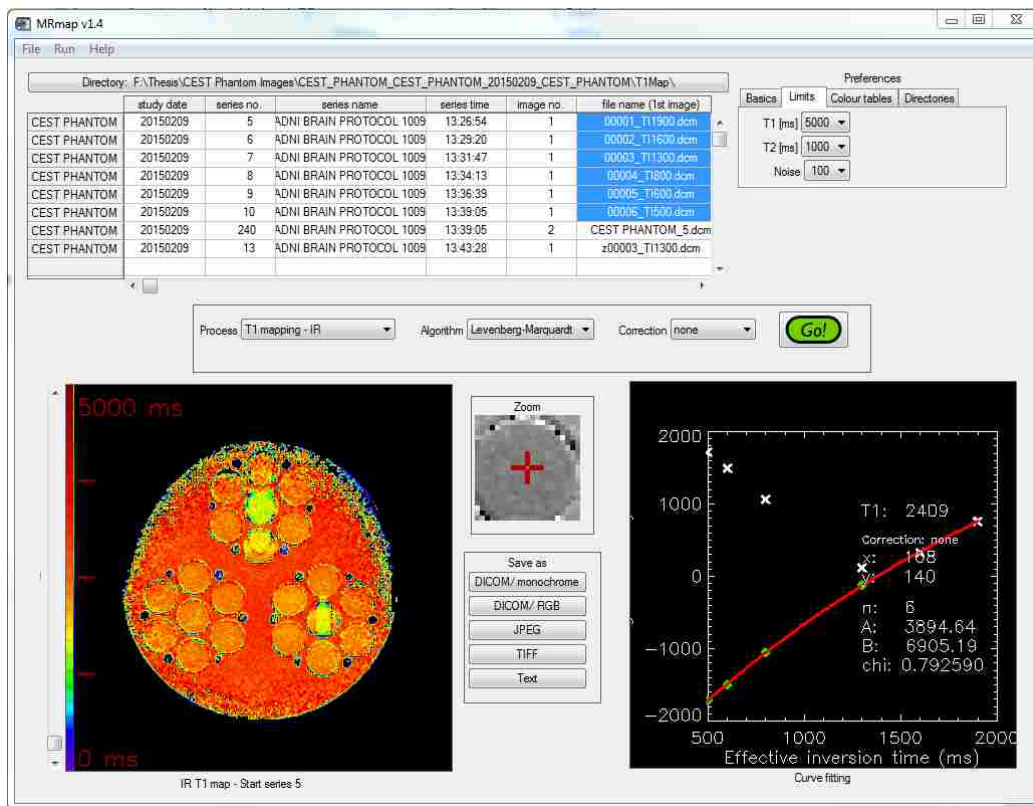 MRmap v1.4
File Run Help
Directory: F:\Thesis\CEST Phantom Images\CEST_PHANTOM_CEST_PHANTOM_20150209_CEST_PHANTOM\T1Map\
study date series no. series name series time image no. file name (1st image)
CEST PHANTOM 20150209 5 ADNI BRAIN PROTOCOL 1009 13:26:54 1 00001_TI1900.dcm
CEST PHANTOM 20150209 6 ADNI BRAIN PROTOCOL 1009 13:29:20 1 00002_TI1600.dcm
CEST PHANTOM 20150209 7 ADNI BRAIN PROTOCOL 1009 13:31:47 1 00003_TI1300.dcm
CEST PHANTOM 20150209 8 ADNI BRAIN PROTOCOL 1009 13:34:13 1 00004_TI800.dcm
CEST PHANTOM 20150209 9 ADNI BRAIN PROTOCOL 1009 13:36:39 1 00005_TI600.dcm
CEST PHANTOM 20150209 10 ADNI BRAIN PROTOCOL 1009 13:39:05 1 00006_TI500.dcm
CEST PHANTOM 20150209 240 ADNI BRAIN PROTOCOL 1009 13:39:05 2 CEST PHANTOM_5.dcm
CEST PHANTOM 20150209 13 ADNI BRAIN PROTOCOL 1009 13:43:28 1 z00003_TI1300.dcm
Preferences
Basics Limits Colour tables Directories
T1 [ms] 5000
T2 [ms] 1000
Noise 100
Process T1 mapping - IR Algorithm Levenberg-Marquardt Correction none Go!
5000 ms
0 ms
IR T1 map - Start series 5
Zoom
Save as
DICOM/ monochrome
DICOM/ RGB
JPEG
TIFF
Text
2000
1000
0
-1000
-2000
T1: 2409
Correction: none
x: 168
y: 140
n: 6
A: 3894.64
B: 6905.19
chi: 0.792590
500 1000 1500 2000
Effective inversion time (ms)
Curve fitting